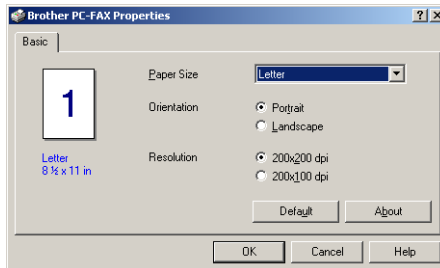 Brother PC-FAX Properties
Basic
1
Letter
8 ½ x 11 in
Paper Size
Letter
Orientation
Portrait
Landscape
Resolution
200x200 dpi
200x100 dpi
Default
About
OK
Cancel
Help